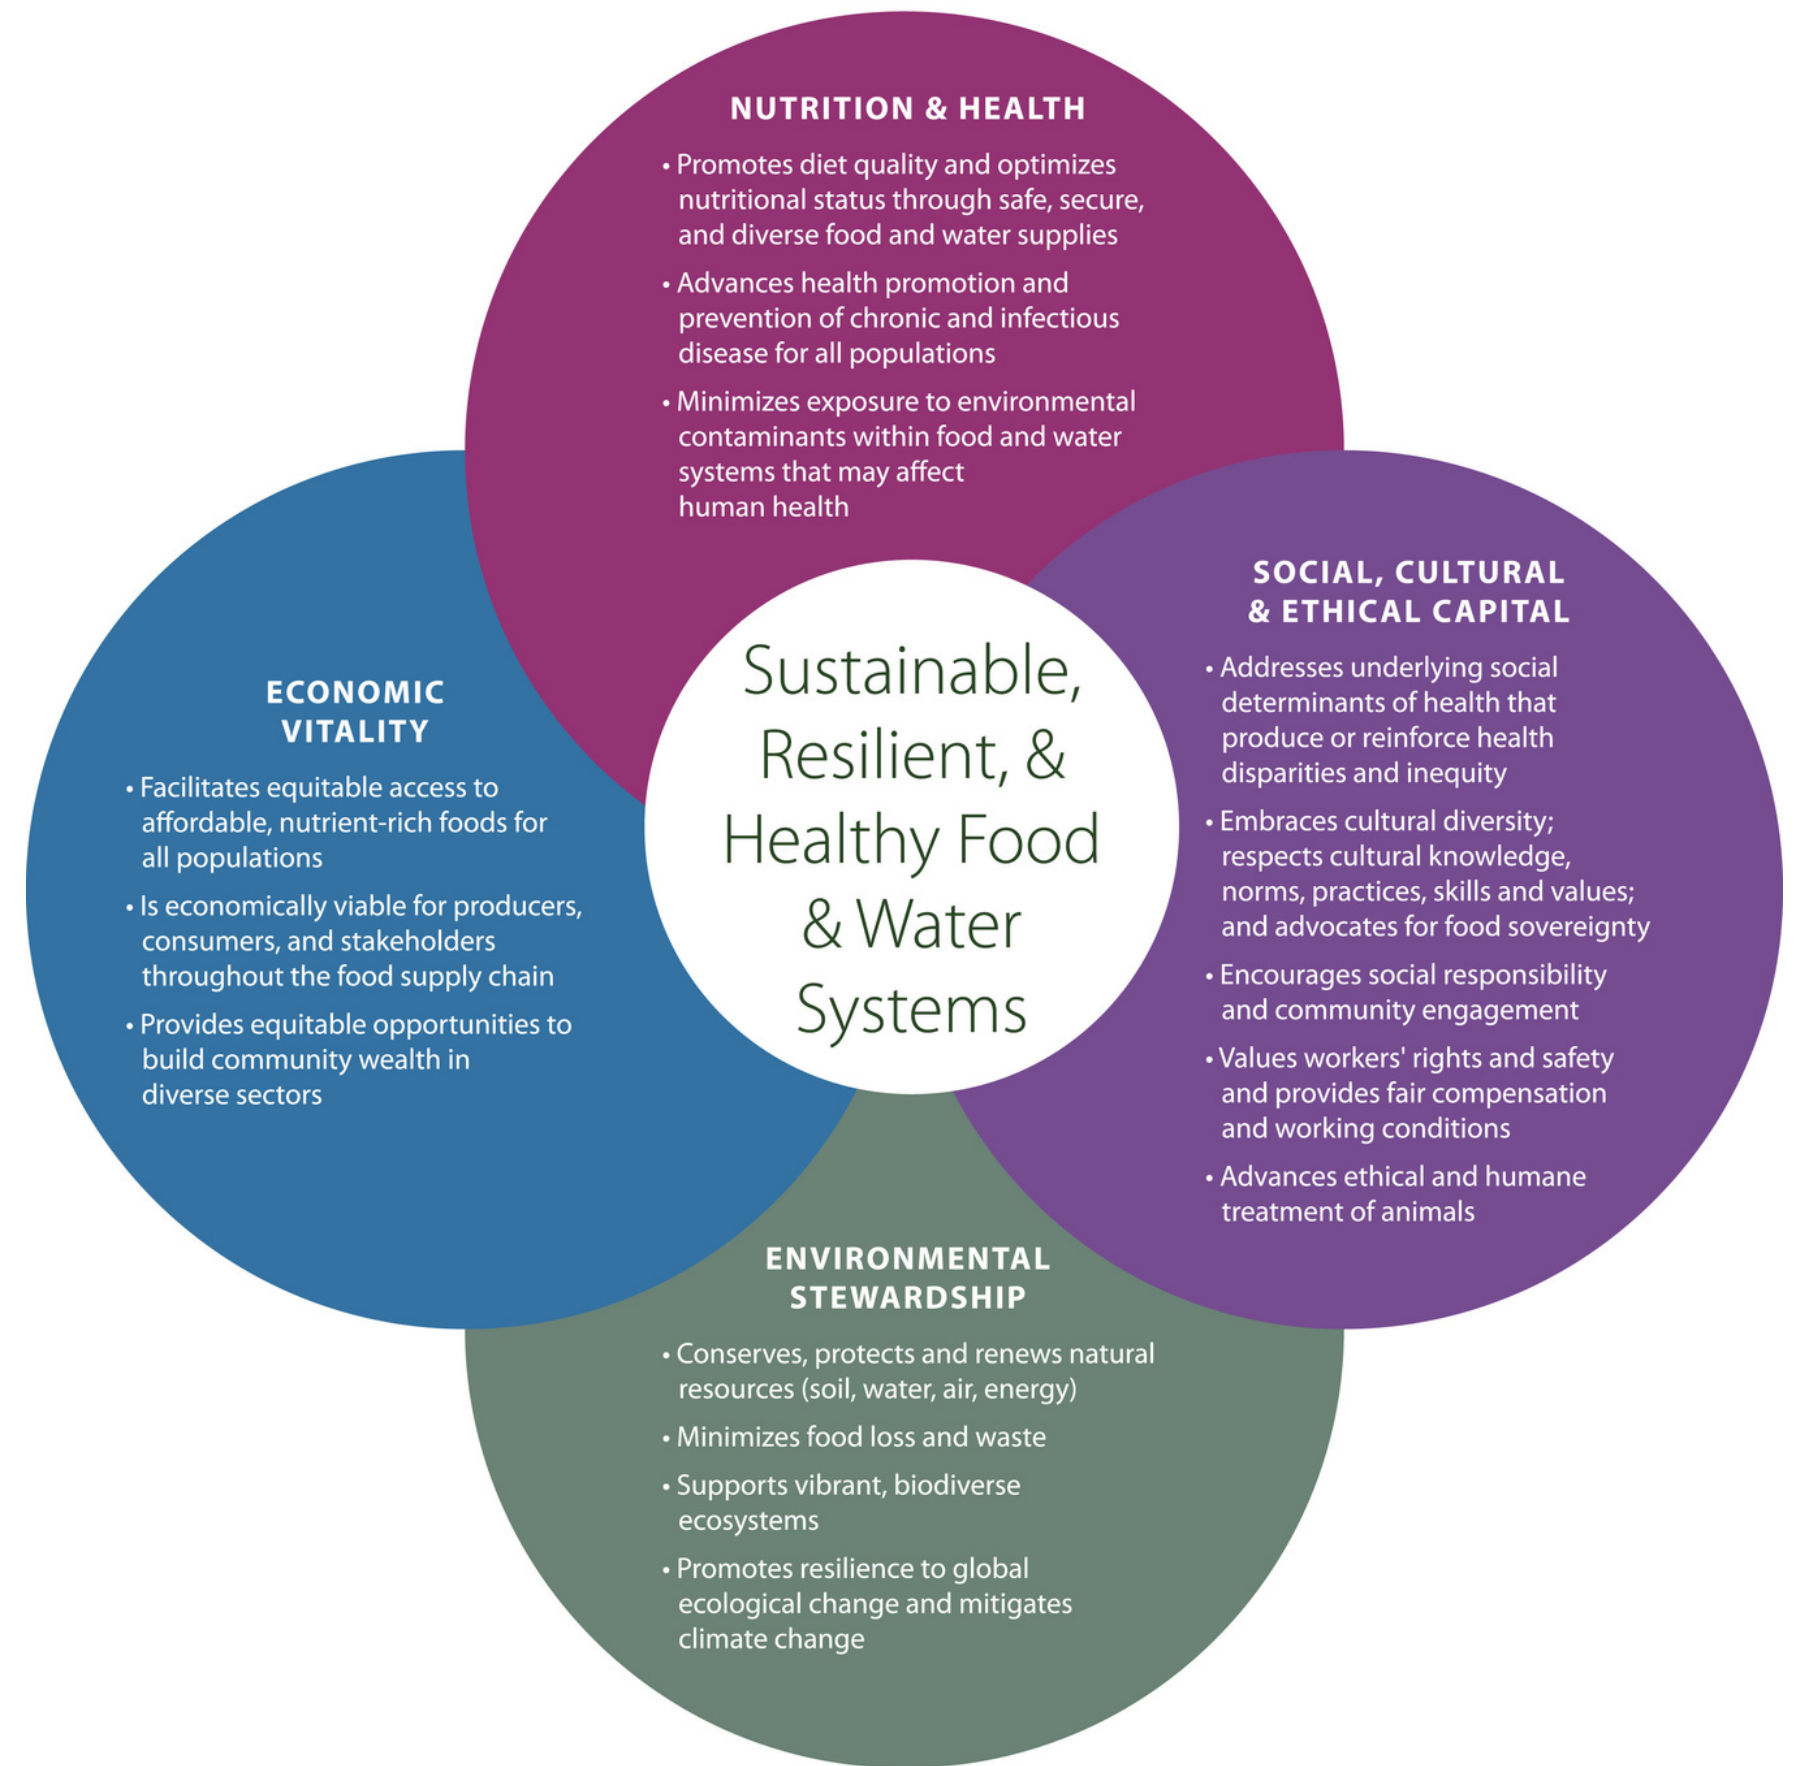 NUTRITION & HEALTH
• Promotes diet quality and optimizes
nutritional status through safe, secure,
and diverse food and water supplies
• Advances health promotion and
prevention of chronic and infectious
disease for all populations
• Minimizes exposure to environmental
contaminants within food and water
systems that may affect
human health
ECONOMIC
VITALITY
• Facilitates equitable access to
affordable, nutrient-rich foods for
all populations
• Is economically viable for producers,
consumers, and stakeholders
throughout the food supply chain
• Provides equitable opportunities to
build community wealth in
diverse sectors
Sustainable,
Resilient, &
Healthy Food
& Water
Systems
SOCIAL, CULTURAL
& ETHICAL CAPITAL
• Addresses underlying social
determinants of health that
produce or reinforce health
disparities and inequity
• Embraces cultural diversity;
respects cultural knowledge,
norms, practices, skills and values;
and advocates for food sovereignty
• Encourages social responsibility
and community engagement
• Values workers' rights and safety
and provides fair compensation
and working conditions
• Advances ethical and humane
treatment of animals
ENVIRONMENTAL
STEWARDSHIP
• Conserves, protects and renews natural
resources (soil, water, air, energy)
• Minimizes food loss and waste
• Supports vibrant, biodiverse
ecosystems
• Promotes resilience to global
ecological change and mitigates
climate change